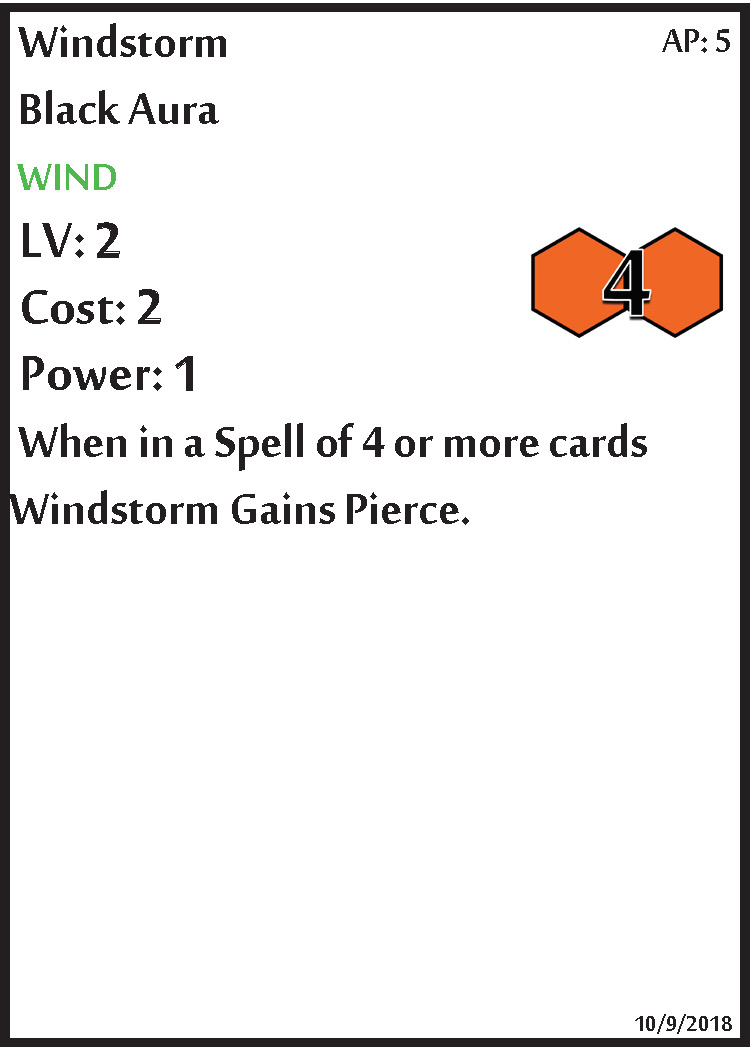 Windstorm
AP: 5
Black Aura
WIND
LV: 2
Cost: 2
4
Power: 1
When in a Spell of 4 or more cards
Windstorm Gains Pierce.
10/9/2018